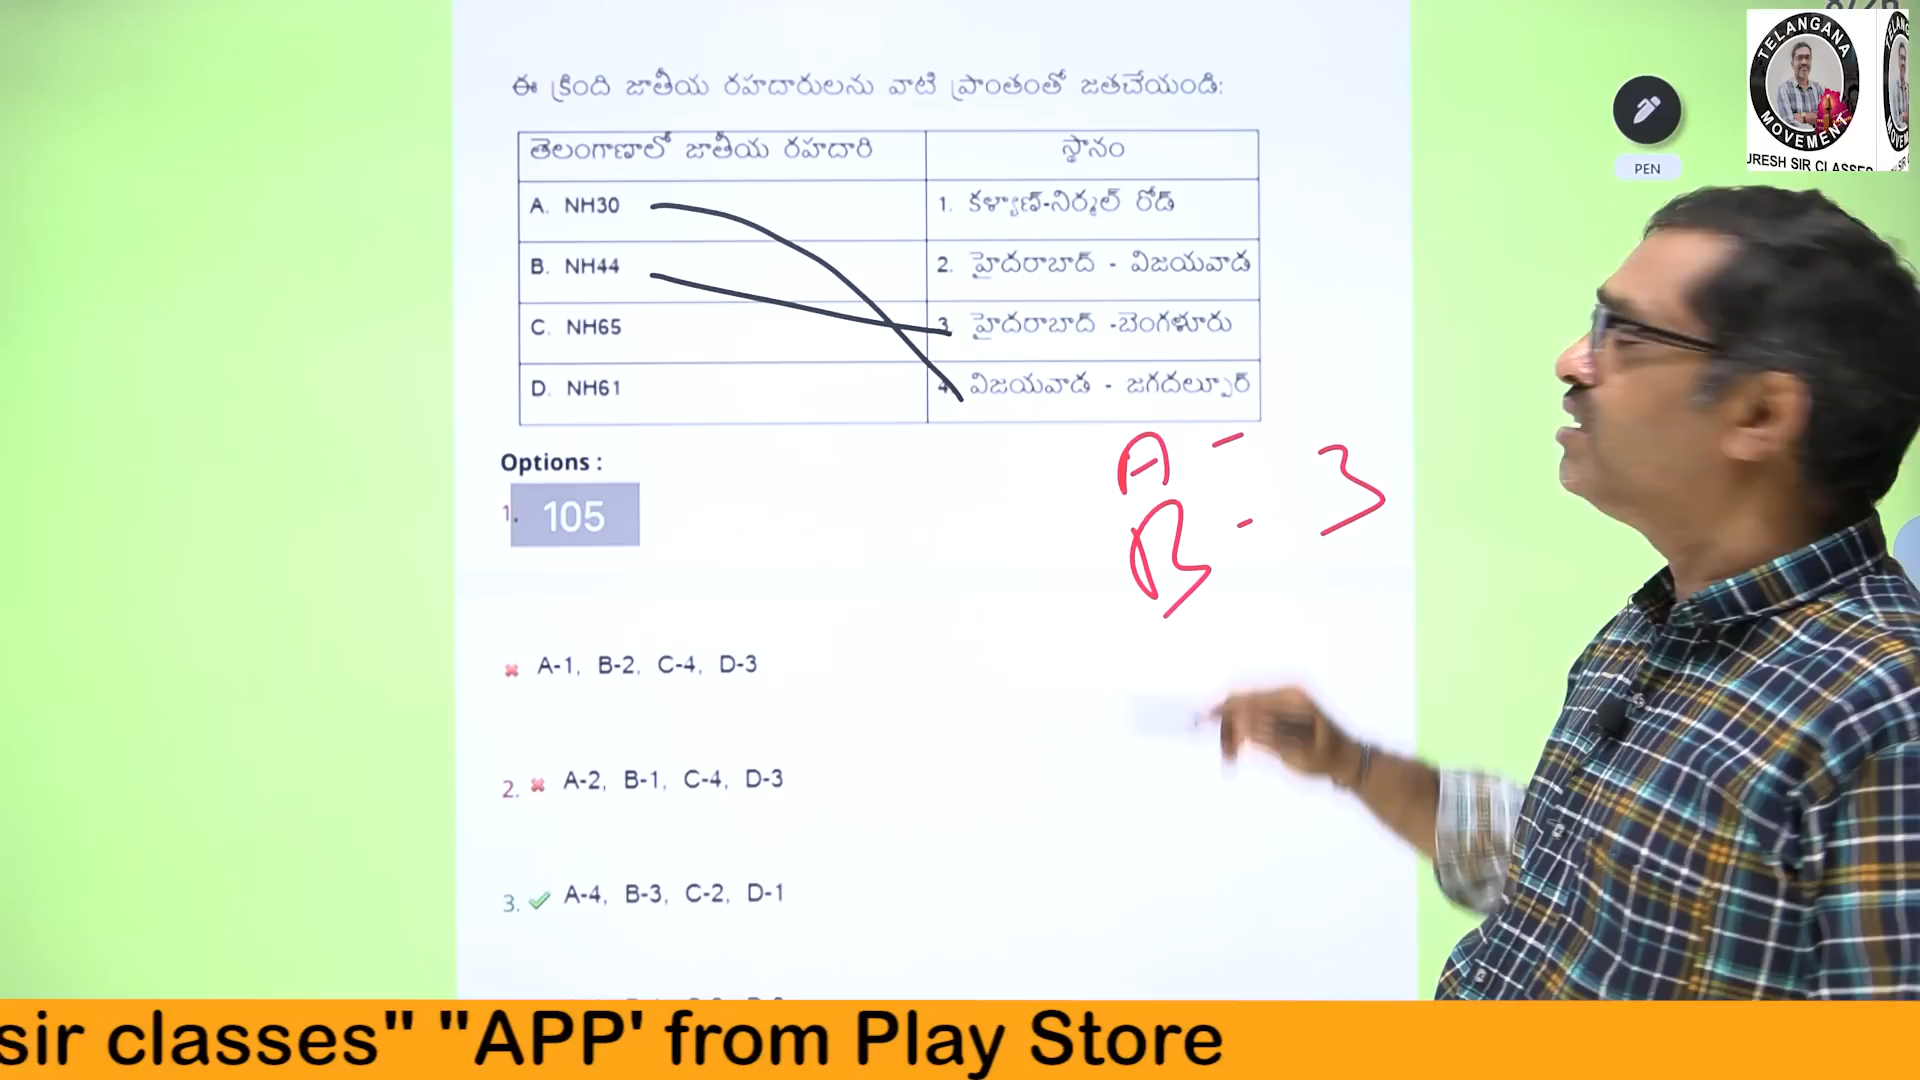 ఈ క్రింది జాతీయ రహదారులను వాటి ప్రాంతంతో జతచేయండి:
తెలంగాణాలో జాతీయ రహదారి స్థానం
A. NH30 1. కళ్యాణ్-నిర్మల్ రోడ్
B. NH44 2. హైదరాబాద్ - విజయవాడ
C. NH65 3. హైదరాబాద్ -బెంగళూరు
D. NH61 4. విజయవాడ - జగదల్పూర్
Options :
1. 105
A-1, B-2, C-4, D-3
2. A-2, B-1, C-4, D-3
3. A-4, B-3, C-2, D-1
A -
B - 3
PEN
TELANGANA
MOVEMENT
URESH SIR CLASSES
sir classes" "APP' from Play Store